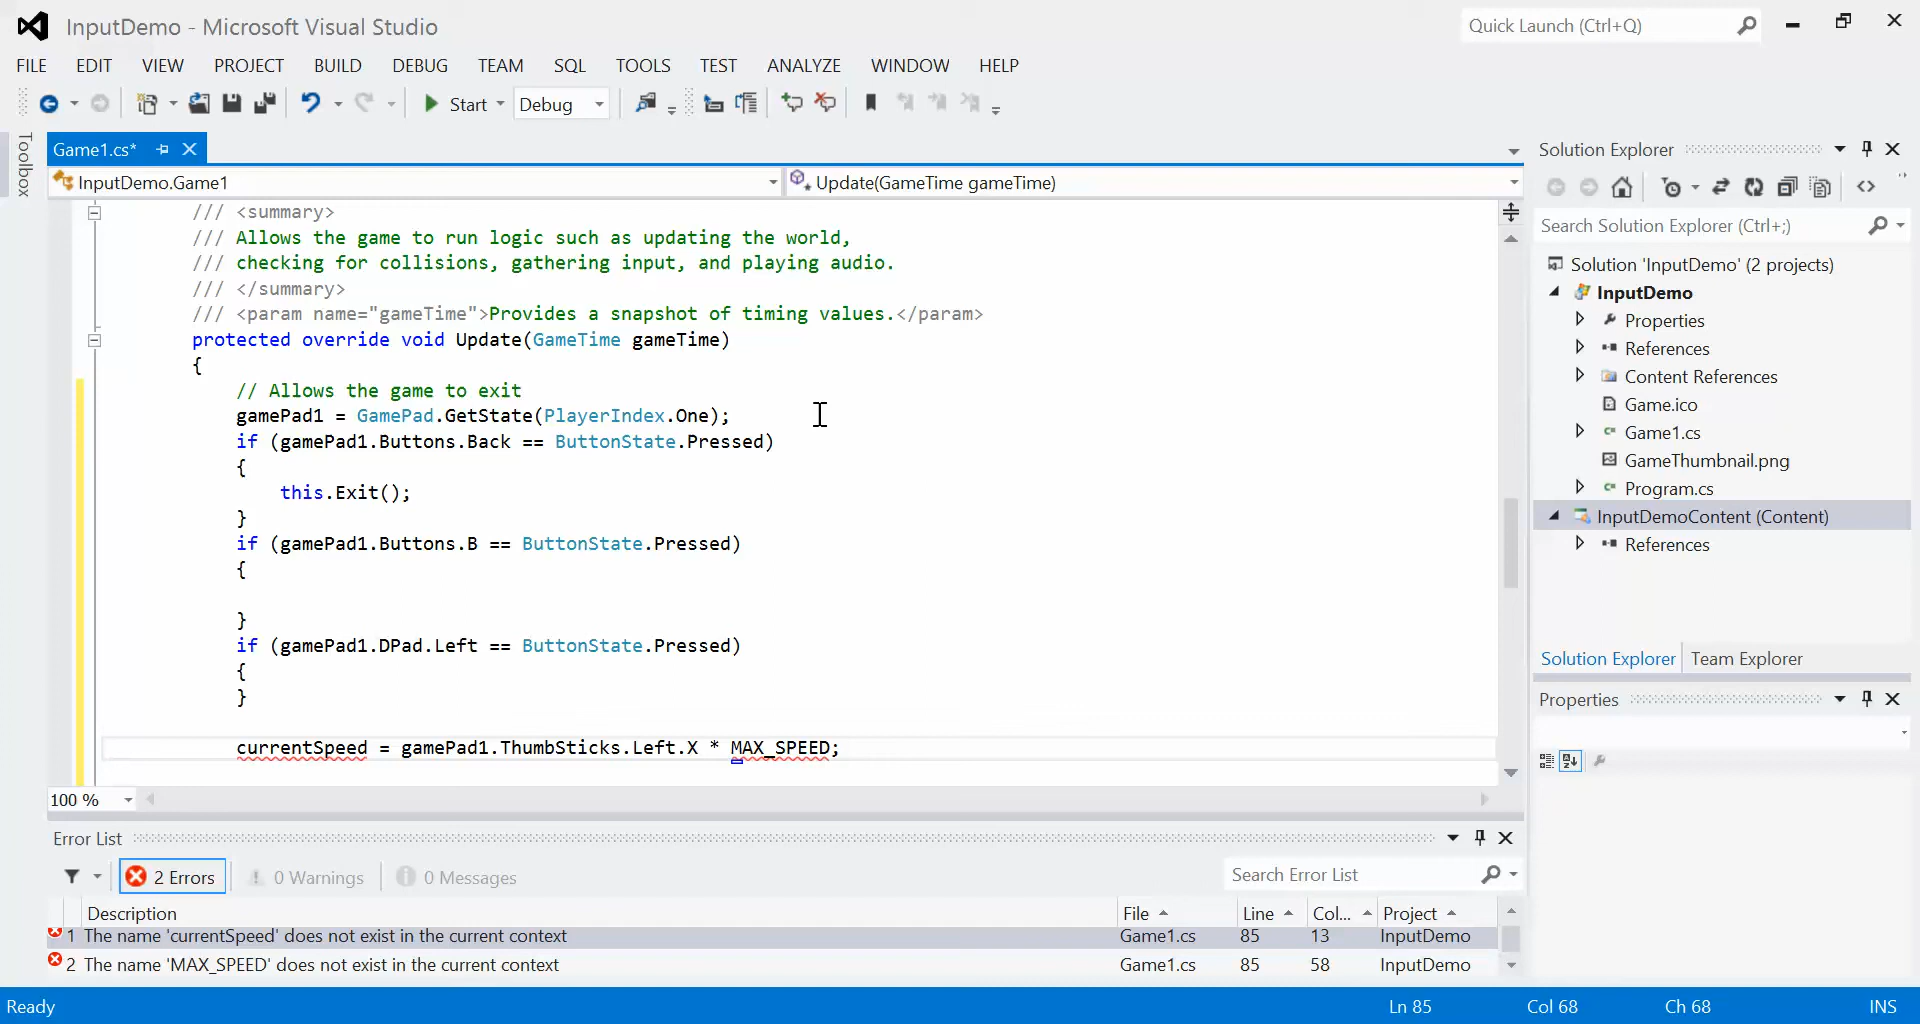 InputDemo - Microsoft Visual Studio
Quick Launch (Ctrl+Q)
FILE EDIT VIEW PROJECT BUILD DEBUG TEAM SQL TOOLS TEST ANALYZE WINDOW HELP
Start Debug
Toolbox
Game1.cs*
InputDemo.Game1
Update(GameTime gameTime)
/// <summary>
/// Allows the game to run logic such as updating the world,
/// checking for collisions, gathering input, and playing audio.
/// </summary>
/// <param name="gameTime">Provides a snapshot of timing values.</param>
protected override void Update(GameTime gameTime)
{
// Allows the game to exit
gamePad1 = GamePad.GetState(PlayerIndex.One);
if (gamePad1.Buttons.Back == ButtonState.Pressed)
{
this.Exit();
}
if (gamePad1.Buttons.B == ButtonState.Pressed)
{
}
if (gamePad1.DPad.Left == ButtonState.Pressed)
{
}
currentSpeed = gamePad1.ThumbSticks.Left.X * MAX_SPEED;
100 %
Solution Explorer
Search Solution Explorer (Ctrl+;)
Solution 'InputDemo' (2 projects)
InputDemo
Properties
References
Content References
Game.ico
Game1.cs
GameThumbnail.png
Program.cs
InputDemoContent (Content)
References
Solution Explorer Team Explorer
Properties
Error List
2 Errors 0 Warnings 0 Messages
Search Error List
Description File Line Col... Project
1 The name 'currentSpeed' does not exist in the current context Game1.cs 85 13 InputDemo
2 The name 'MAX_SPEED' does not exist in the current context Game1.cs 85 58 InputDemo
Ready Ln 85 Col 68 Ch 68 INS